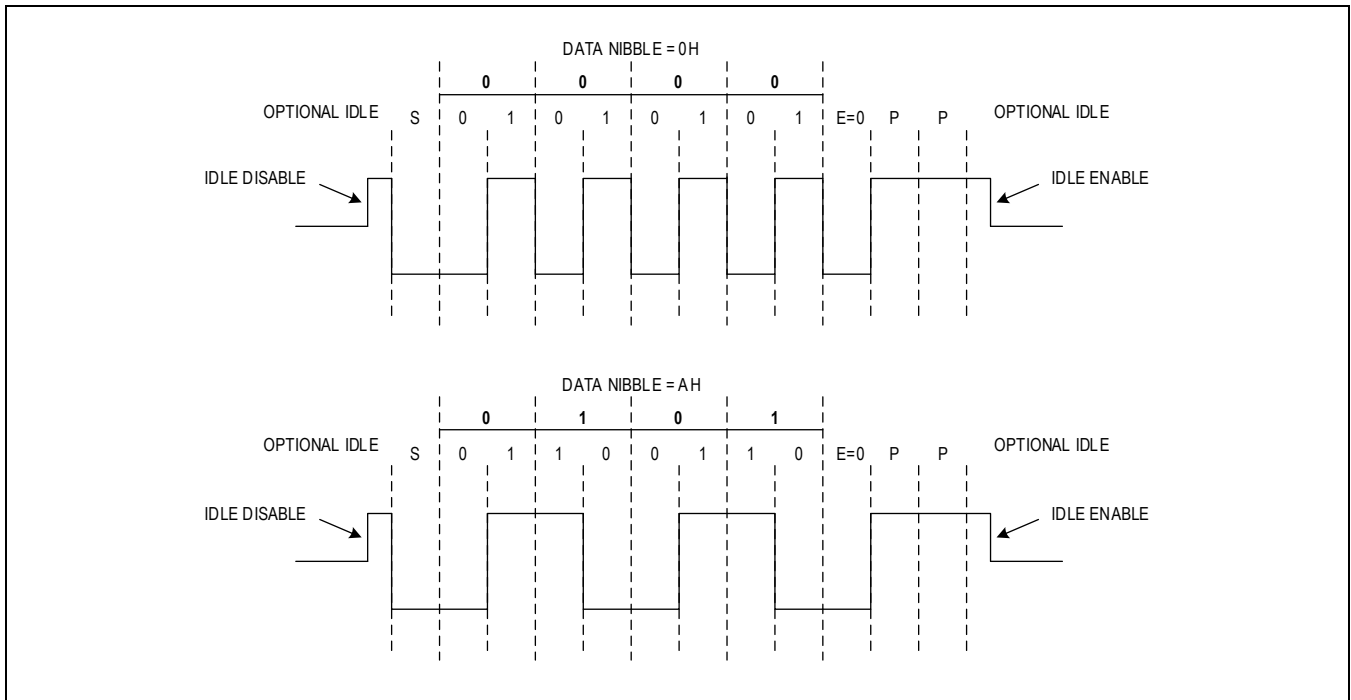 DATA NIBBLE = 0H
0 0 0 0
OPTIONAL IDLE S 0 1 0 1 0 1 0 1 E=0 P P OPTIONAL IDLE
IDLE DISABLE IDLE ENABLE
DATA NIBBLE = AH
0 1 0 1
OPTIONAL IDLE S 0 1 1 0 0 1 1 0 E=0 P P OPTIONAL IDLE
IDLE DISABLE IDLE ENABLE